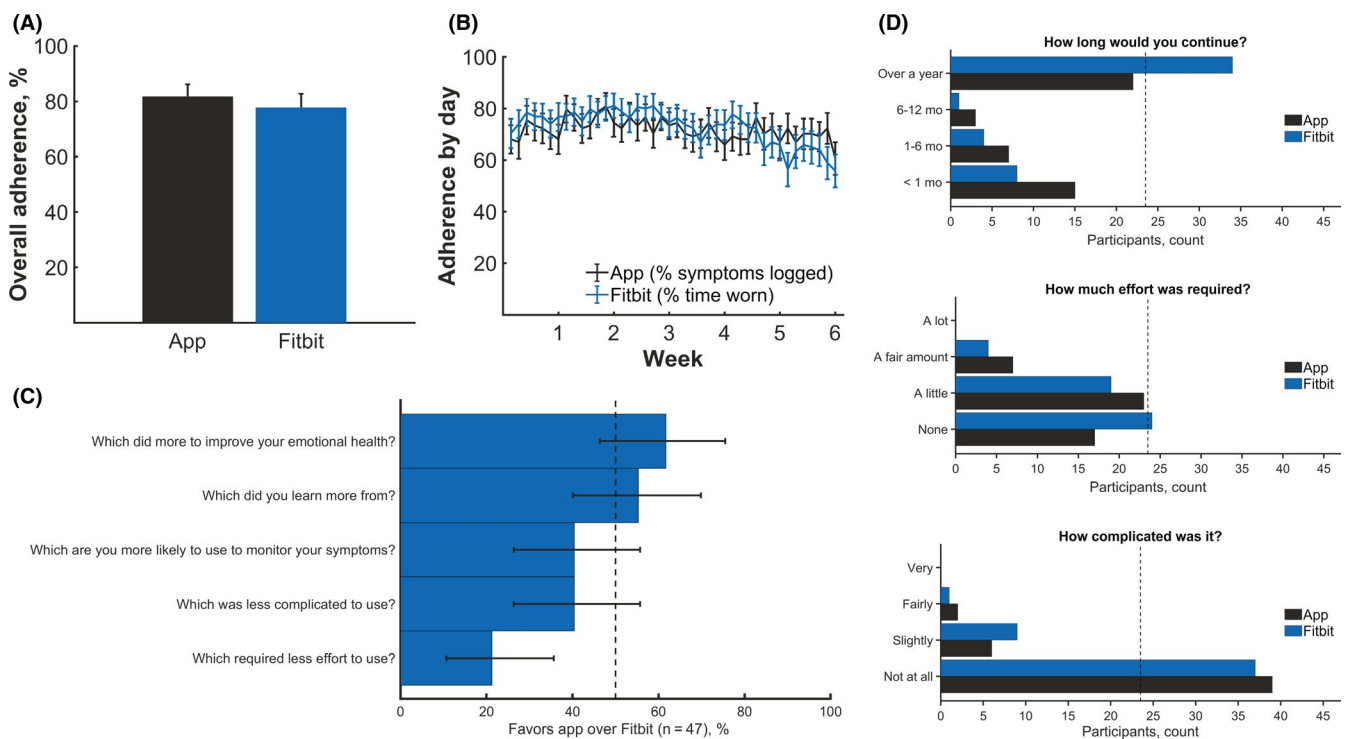 (A)
100
80
60
40
20
Overall adherence, %
App
Fitbit
(B)
100
80
60
40
20
Adherence by day
App (% symptoms logged)
Fitbit (% time worn)
1 2 3 4 5 6
Week
(C)
Which did more to improve your emotional health?
Which did you learn more from?
Which are you more likely to use to monitor your symptoms?
Which was less complicated to use?
Which required less effort to use?
0 20 40 60 80 100
Favors app over Fitbit (n = 47), %
(D)
How long would you continue?
Over a year
6-12 mo
1-6 mo
< 1 mo
App
Fitbit
0 5 10 15 20 25 30 35 40 45
Participants, count
How much effort was required?
A lot
A fair amount
A little
None
App
Fitbit
0 5 10 15 20 25 30 35 40 45
Participants, count
How complicated was it?
Very
Fairly
Slightly
Not at all
App
Fitbit
0 5 10 15 20 25 30 35 40 45
Participants, count